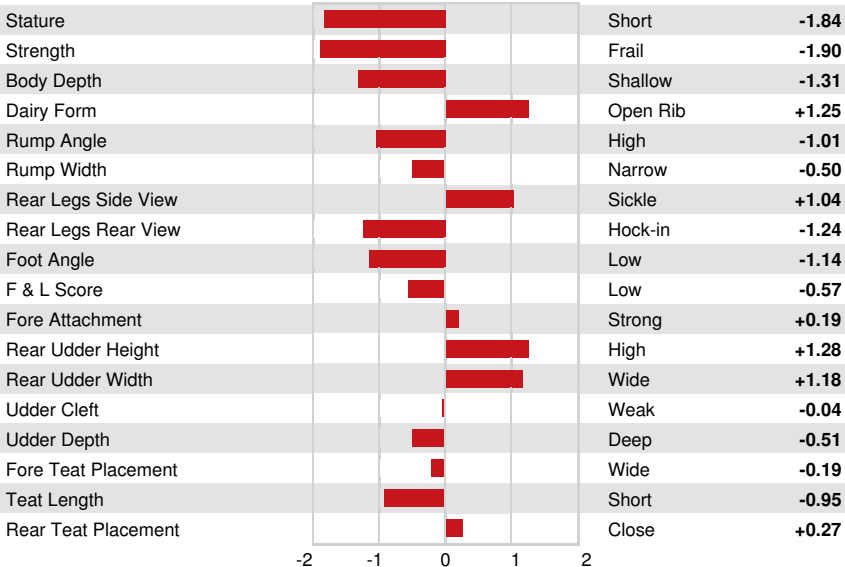 Stature Short -1.84
Strength Frail -1.90
Body Depth Shallow -1.31
Dairy Form Open Rib +1.25
Rump Angle High -1.01
Rump Width Narrow -0.50
Rear Legs Side View Sickle +1.04
Rear Legs Rear View Hock-in -1.24
Foot Angle Low -1.14
F & L Score Low -0.57
Fore Attachment Strong +0.19
Rear Udder Height High +1.28
Rear Udder Width Wide +1.18
Udder Cleft Weak -0.04
Udder Depth Deep -0.51
Fore Teat Placement Wide -0.19
Teat Length Short -0.95
Rear Teat Placement Close +0.27
-2 -1 0 1 2